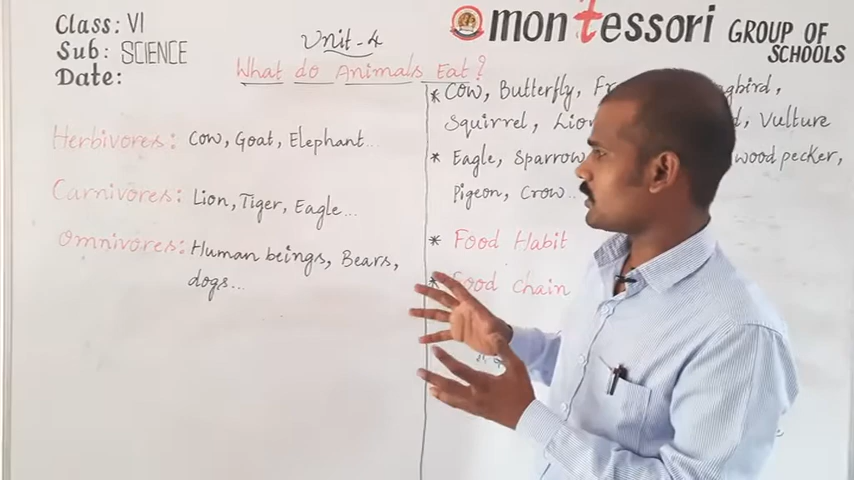 Class: VI
Sub: SCIENCE
Date:
Unit-4
What do Animals Eat?
Herbivores: Cow, Goat, Elephant...
Carnivores: Lion, Tiger, Eagle...
Omnivores: Human beings, Bears,
dogs...
montessori GROUP OF
SCHOOLS
* Cow, Butterfly,
Squirrel, Vulture
* Eagle, Sparrow wood pecker,
Pigeon, Crow...
* Food Habit
* Food Chain